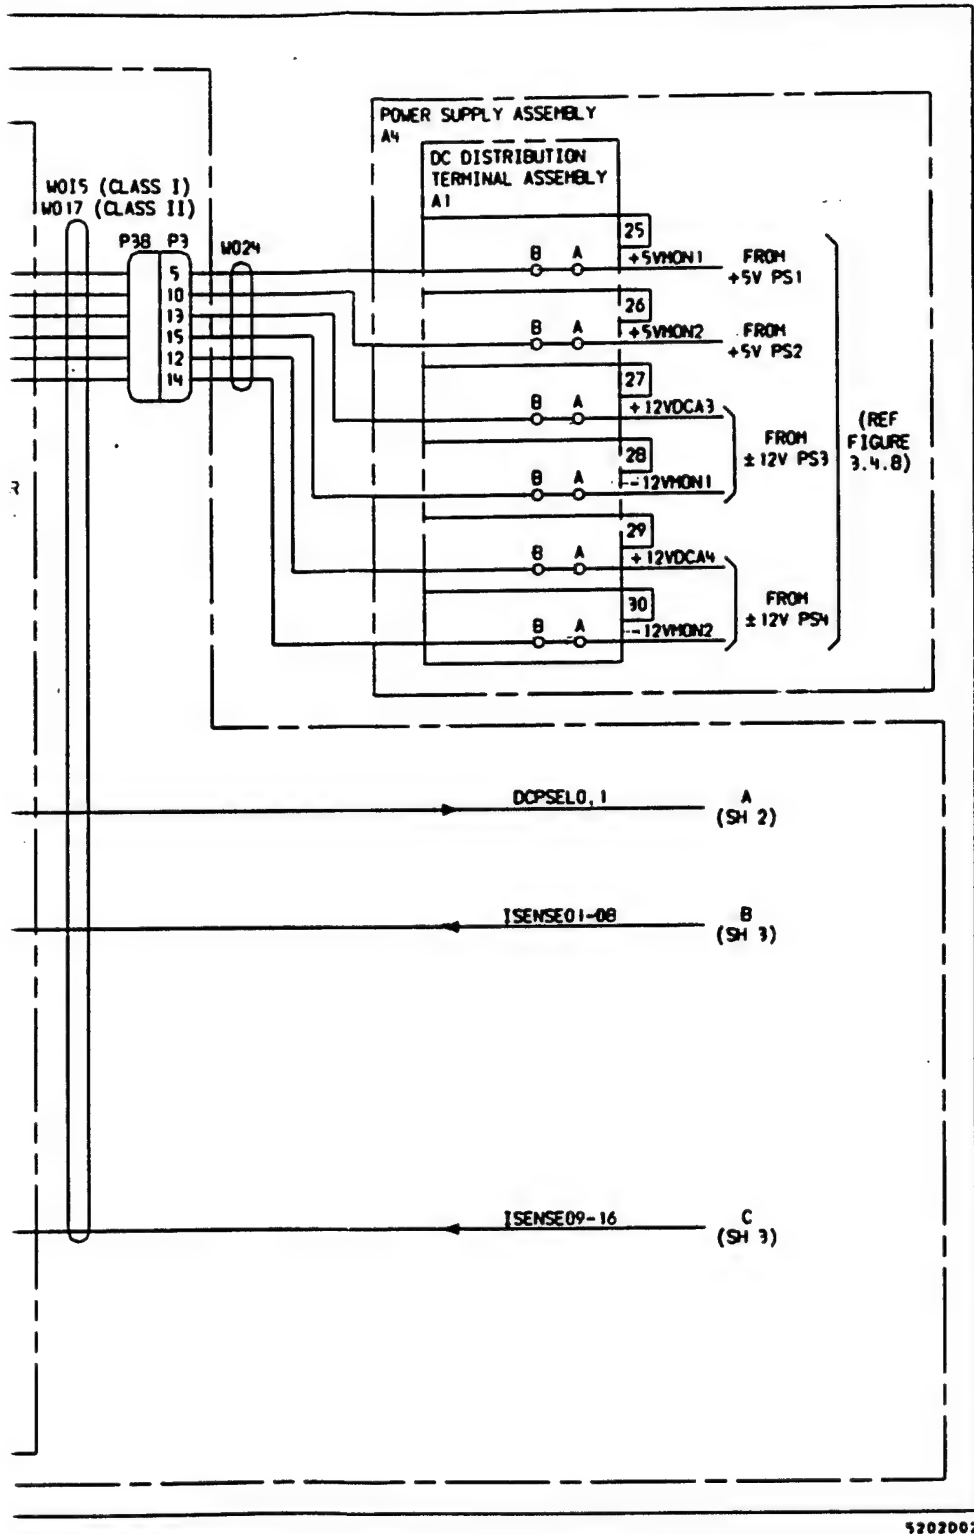 POWER SUPPLY ASSEMBLY
A4
DC DISTRIBUTION
TERMINAL ASSEMBLY
A1
W015 (CLASS I)
W017 (CLASS II)
P38 P3
W024
5
10
13
15
12
14
25
B A
+5VMON1
FROM
+5V PS1
26
B A
+5VMON2
FROM
+5V PS2
27
B A
+12VDCA3
28
B A
-12VMON1
FROM
±12V PS3
29
B A
+12VDCA4
30
B A
-12VMON2
FROM
±12V PS4
(REF
FIGURE
3.4.8)
R
DCPSEL0,1
A
(SH 2)
ISENSE01-08
B
(SH 3)
ISENSE09-16
C
(SH 3)